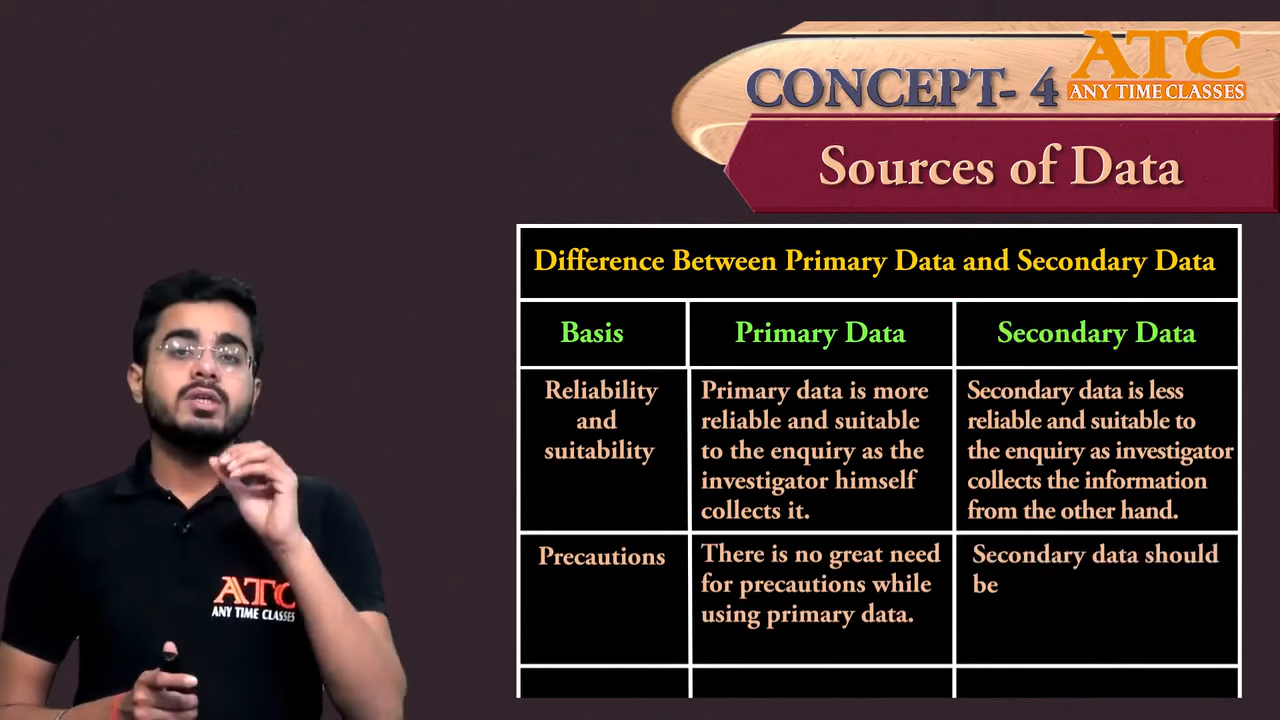 CONCEPT- 4
ATC
ANY TIME CLASSES
Sources of Data
Difference Between Primary Data and Secondary Data
Basis
Primary Data
Secondary Data
Reliability
and
suitability
Primary data is more
reliable and suitable
to the enquiry as the
investigator himself
collects it.
Secondary data is less
reliable and suitable to
the enquiry as investigator
collects the information
from the other hand.
Precautions
There is no great need
for precautions while
using primary data.
Secondary data should
be
ATC
ANY TIME CLASSES